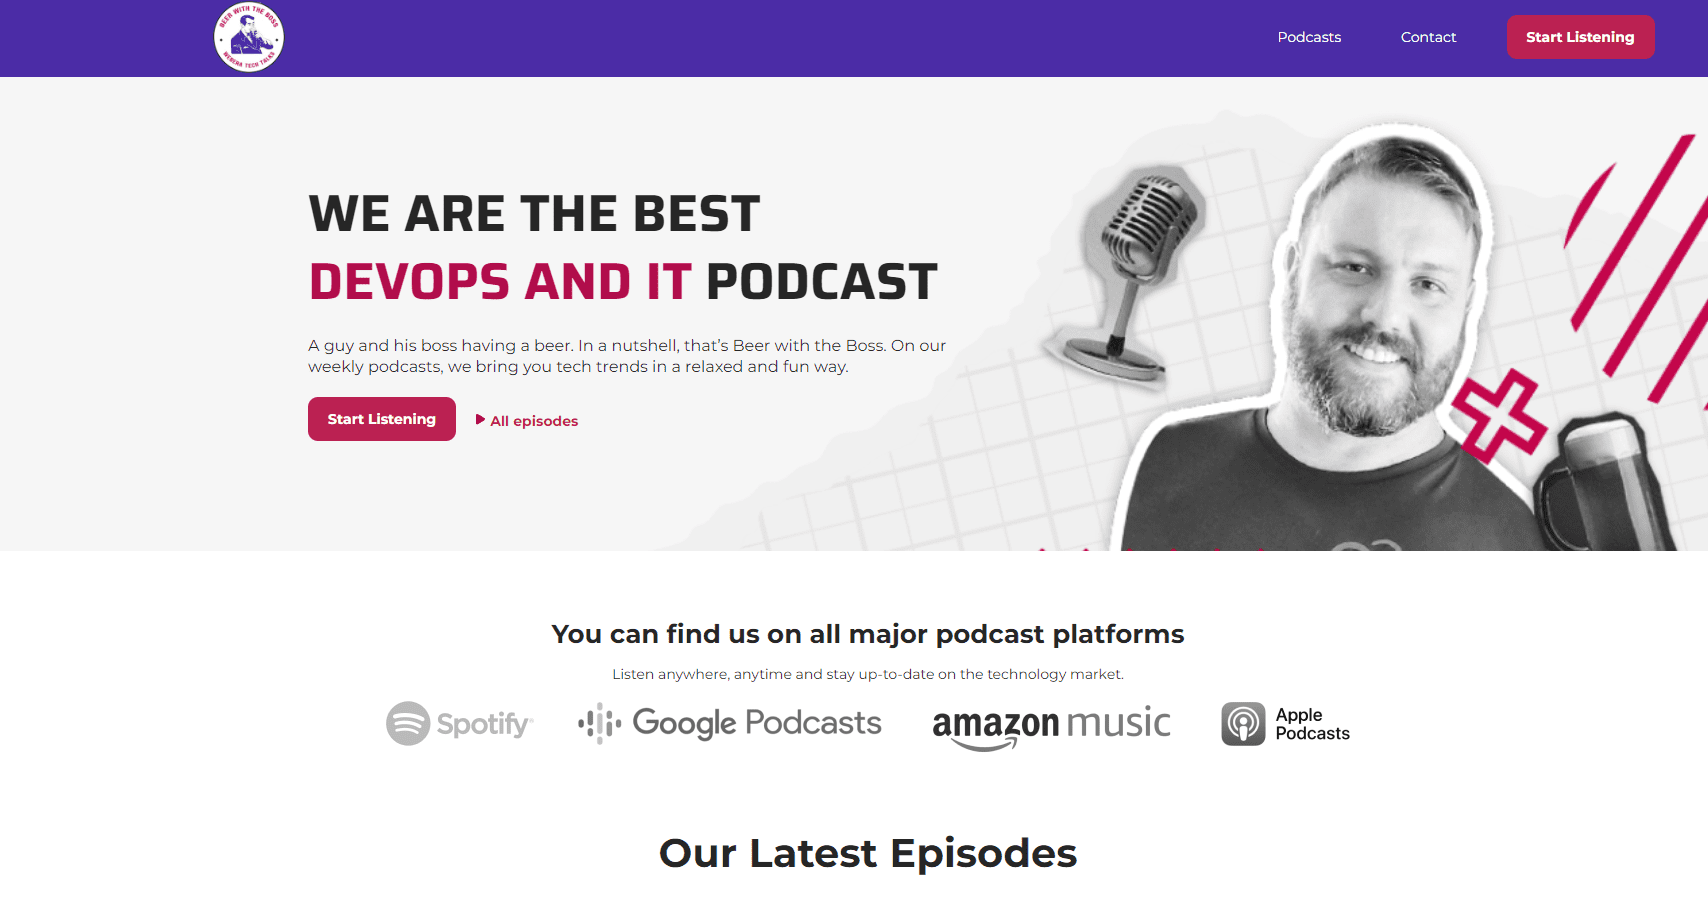 BEER WITH THE BOSS
WEBERA TECH TALKS
Podcasts
Contact
Start Listening
WE ARE THE BEST
DEVOPS AND IT PODCAST
A guy and his boss having a beer. In a nutshell, that’s Beer with the Boss. On our
weekly podcasts, we bring you tech trends in a relaxed and fun way.
Start Listening
All episodes
You can find us on all major podcast platforms
Listen anywhere, anytime and stay up-to-date on the technology market.
Spotify
Google Podcasts
amazon music
Apple
Podcasts
Our Latest Episodes